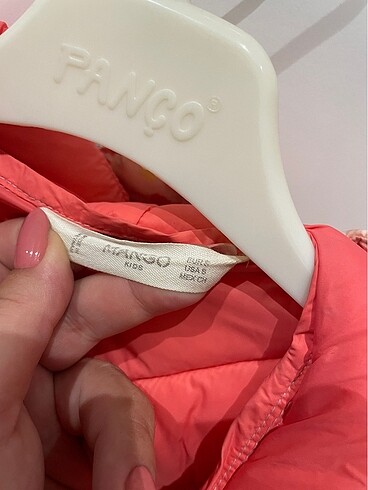 PANÇO
MANGO
KIDS
EUR S
USA S
MEX CH